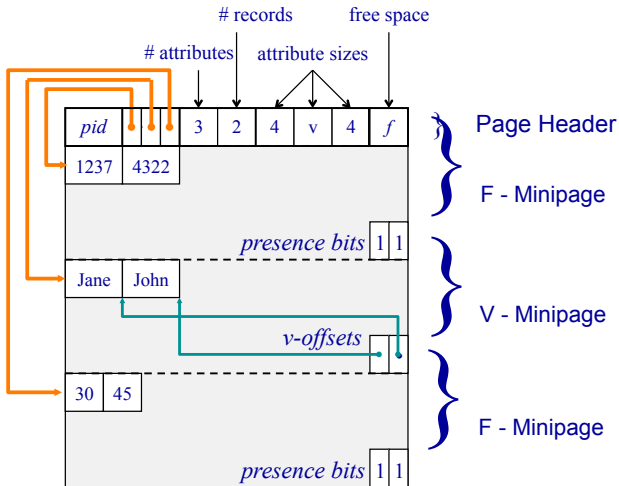 # records
free space
# attributes
attribute sizes
pid 3 2 4 v 4 f
Page Header
1237 4322
F - Minipage
presence bits 1 1
Jane John
V - Minipage
v-offsets
30 45
F - Minipage
presence bits 1 1